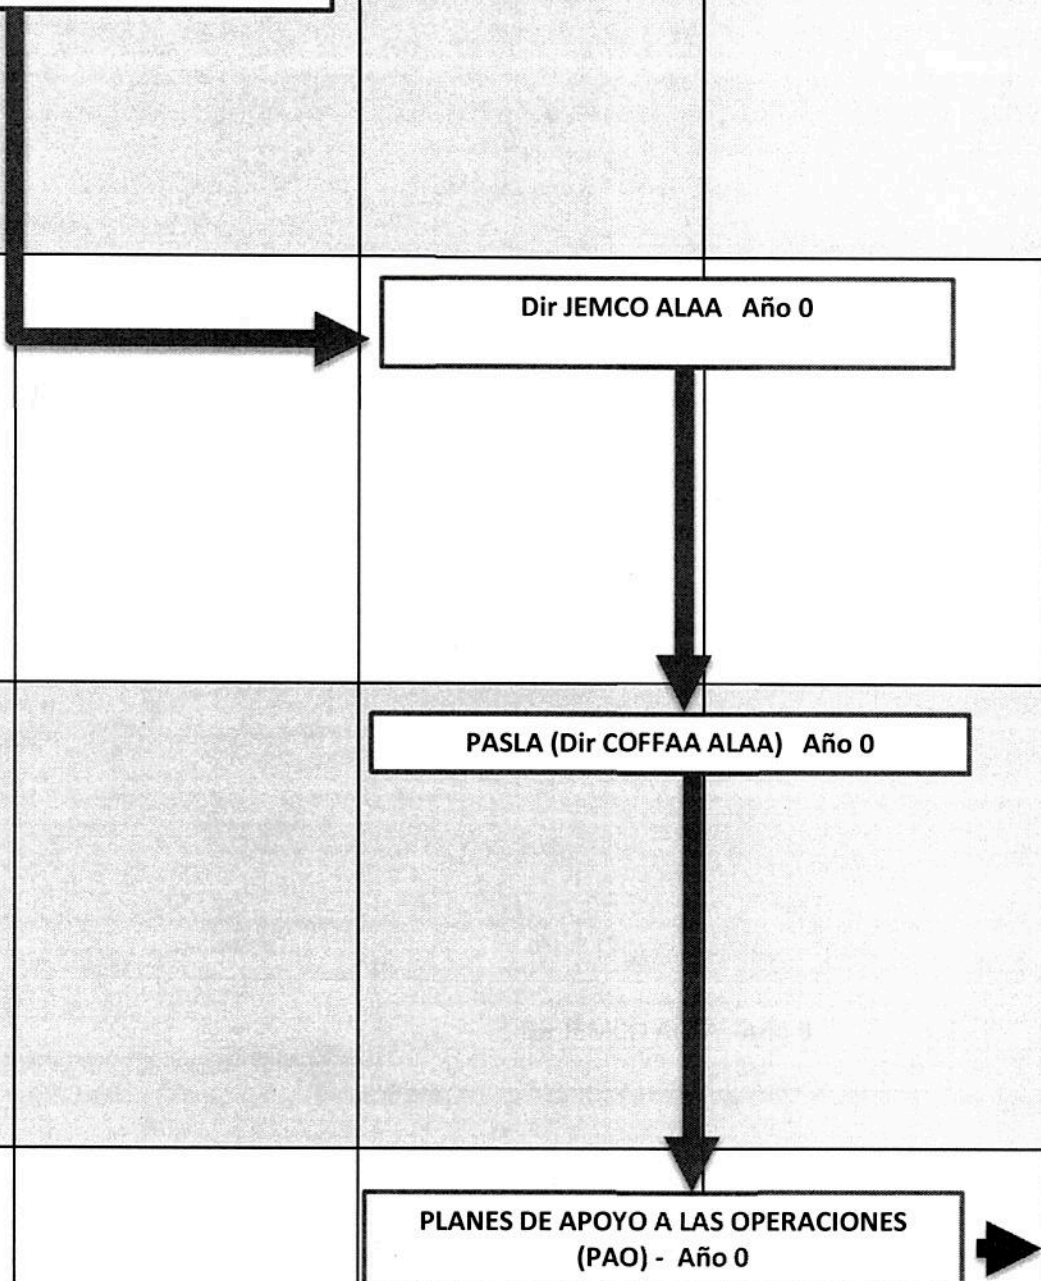 Dir JEMCO ALAA Año 0
PASLA (Dir COFFAA ALAA) Año 0
PLANES DE APOYO A LAS OPERACIONES
(PAO) - Año 0